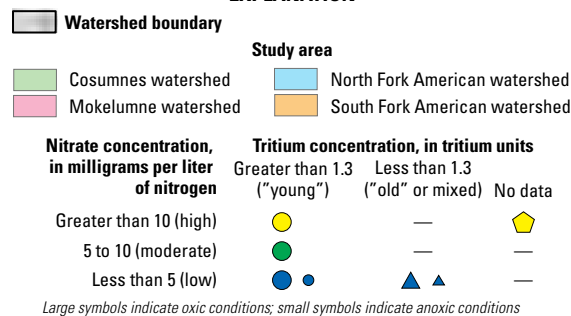 Watershed boundary
Study area
Cosumnes watershed North Fork American watershed
Mokelumne watershed South Fork American watershed
Nitrate concentration, Tritium concentration, in tritium units
in milligrams per liter Greater than 1.3 Less than 1.3
of nitrogen ("young") ("old" or mixed) No data
Greater than 10 (high) —
5 to 10 (moderate) — —
Less than 5 (low) —
Large symbols indicate oxic conditions; small symbols indicate anoxic conditions